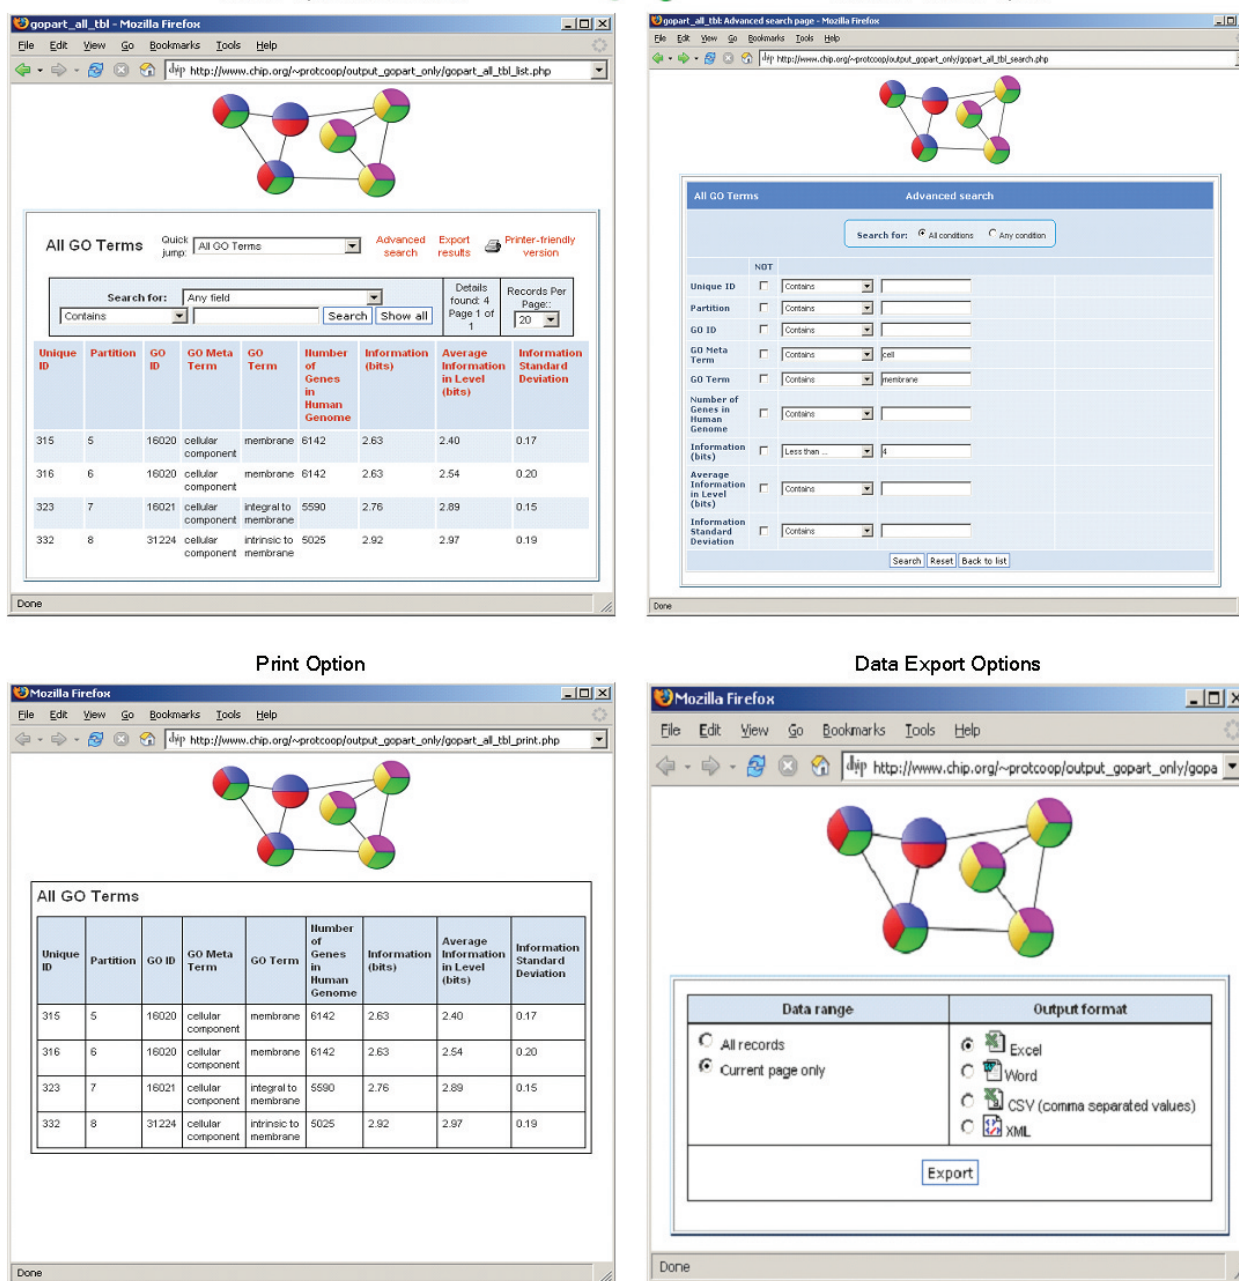 gopart_all_tbl - Mozilla Firefox
File Edit View Go Bookmarks Tools Help
http://www.chip.org/~protcoop/output_gopart_only/gopart_all_tbl_list.php
All GO Terms
Quick jump: All GO Terms
Advanced search
Export results
Printer-friendly version
Search for: Any field
Contains
Search Show all
Details found: 4
Page 1 of 1
Records Per Page::
20
Unique ID Partition GO ID GO Meta Term GO Term Number of Genes in Human Genome Information (bits) Average Information in Level (bits) Information Standard Deviation
315 5 16020 cellular component membrane 6142 2.63 2.40 0.17
316 6 16020 cellular component membrane 6142 2.63 2.54 0.20
323 7 16021 cellular component integral to membrane 5590 2.76 2.89 0.15
332 8 31224 cellular component intrinsic to membrane 5025 2.92 2.97 0.19
Done
gopart_all_tbl: Advanced search page - Mozilla Firefox
File Edit View Go Bookmarks Tools Help
http://www.chip.org/~protcoop/output_gopart_only/gopart_all_tbl_search.php
All GO Terms Advanced search
Search for: All conditions Any condition
NOT
Unique ID Contains
Partition Contains
GO ID Contains
GO Meta Term Contains cell
GO Term Contains membrane
Number of Genes in Human Genome Contains
Information (bits) Less than ... 4
Average Information in Level (bits) Contains
Information Standard Deviation Contains
Search Reset Back to list
Done
Print Option
Mozilla Firefox
File Edit View Go Bookmarks Tools Help
http://www.chip.org/~protcoop/output_gopart_only/gopart_all_tbl_print.php
All GO Terms
Unique ID Partition GO ID GO Meta Term GO Term Number of Genes in Human Genome Information (bits) Average Information in Level (bits) Information Standard Deviation
315 5 16020 cellular component membrane 6142 2.63 2.40 0.17
316 6 16020 cellular component membrane 6142 2.63 2.54 0.20
323 7 16021 cellular component integral to membrane 5590 2.76 2.89 0.15
332 8 31224 cellular component intrinsic to membrane 5025 2.92 2.97 0.19
Done
Data Export Options
Mozilla Firefox
File Edit View Go Bookmarks Tools Help
http://www.chip.org/~protcoop/output_gopart_only/gopa
Data range Output format
All records
Current page only
Excel
Word
CSV (comma separated values)
XML
Export
Done